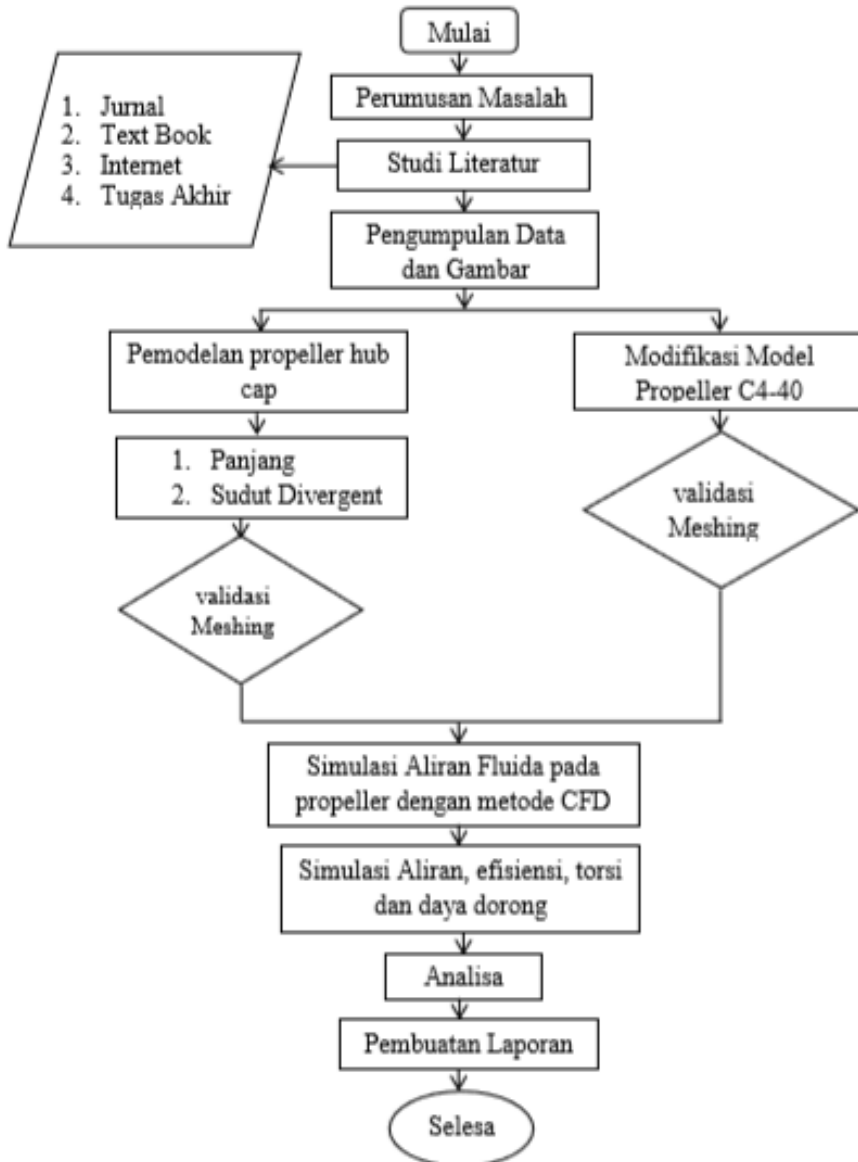 Mulai
Perumusan Masalah
1. Jurnal
2. Text Book
3. Internet
4. Tugas Akhir
Studi Literatur
Pengumpulan Data
dan Gambar
Pemodelan propeller hub
cap
Modifikasi Model
Propeller C4-40
1. Panjang
2. Sudut Divergent
validasi
Meshing
validasi
Meshing
Simulasi Aliran Fluida pada
propeller dengan metode CFD
Simulasi Aliran, efisiensi, torsi
dan daya dorong
Analisa
Pembuatan Laporan
Selesa